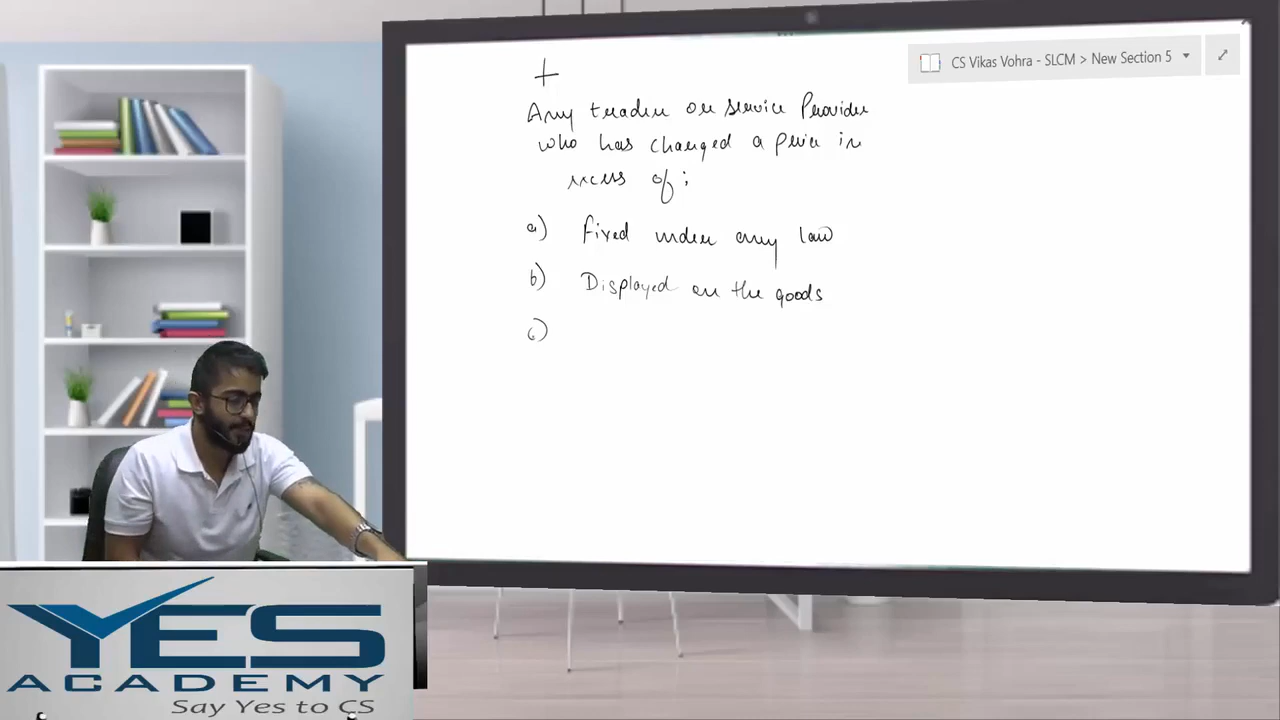 CS Vikas Vohra - SLCM > New Section 5
+
Any trader or service Provider
who has charged a price in
excess of ;
a) Fixed under any law
b) Displayed on the goods
c)
YES
ACADEMY
Say Yes to CS